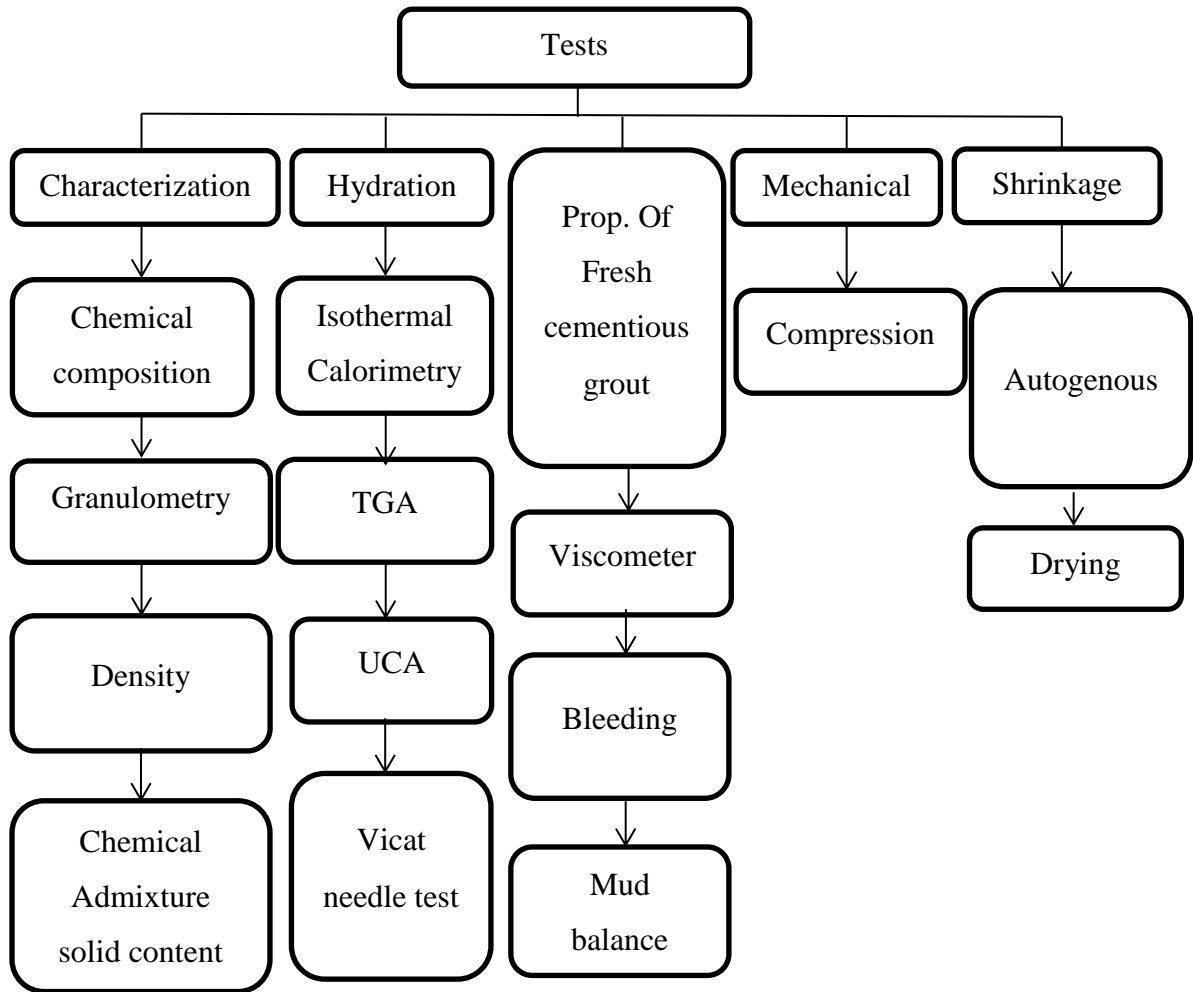 Tests
Characterization
Hydration
Prop. Of
Fresh
cementious
grout
Mechanical
Shrinkage
Chemical
composition
Isothermal
Calorimetry
Compression
Autogenous
Granulometry
TGA
Viscometer
Drying
Density
UCA
Bleeding
Chemical
Admixture
solid content
Vicat
needle test
Mud
balance